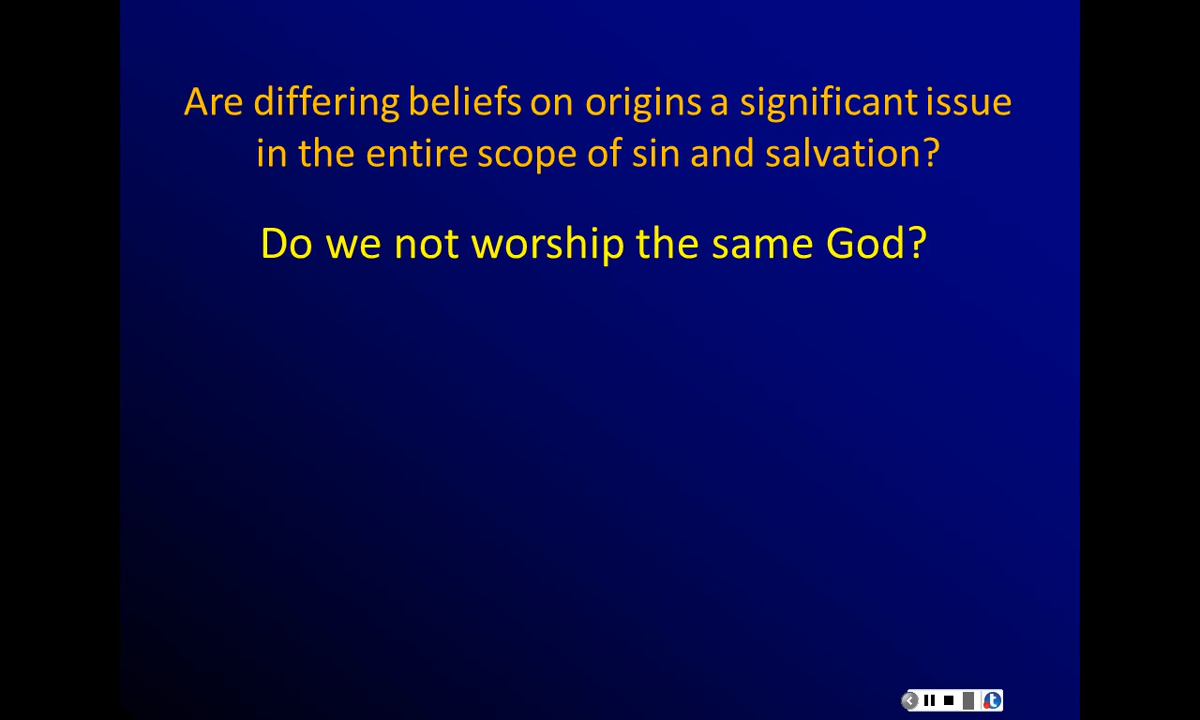 Are differing beliefs on origins a significant issue
in the entire scope of sin and salvation?
Do we not worship the same God?